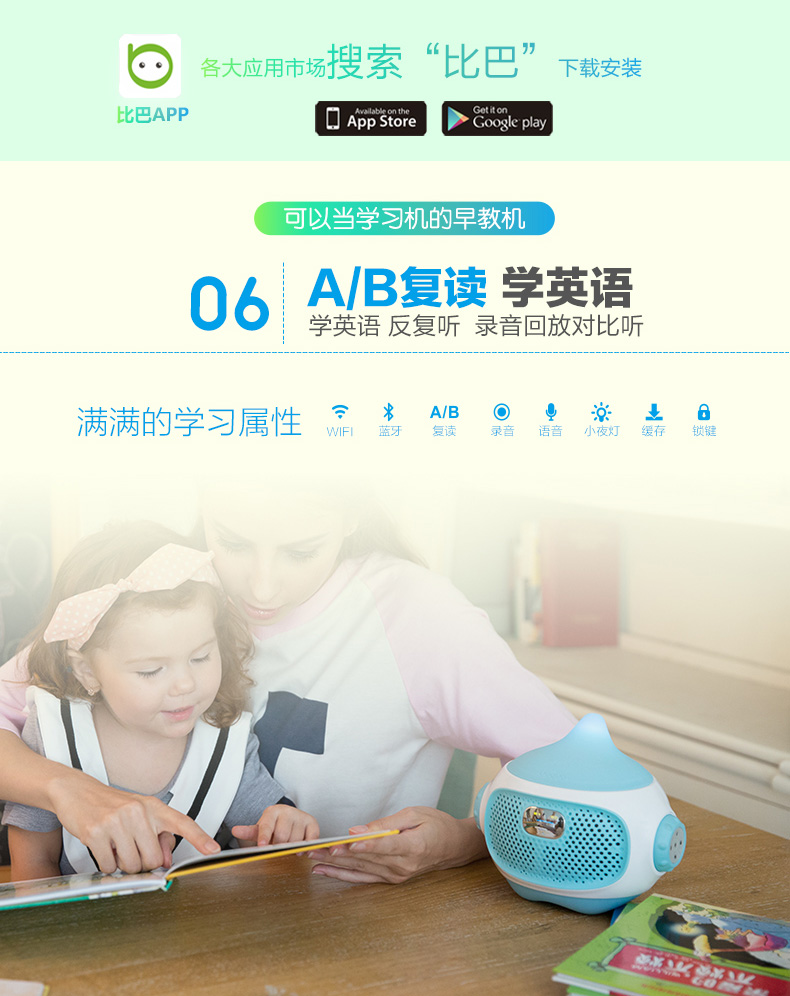 各大应用市场搜索“比巴”下载安装
比巴APP
Available on the
App Store
Get it on
Google play
可以当学习机的早教机
06
A/B复读 学英语
学英语 反复听 录音回放对比听
满满的学习属性
WIFI
蓝牙
A/B
复读
录音
语音
小夜灯
缓存
锁键